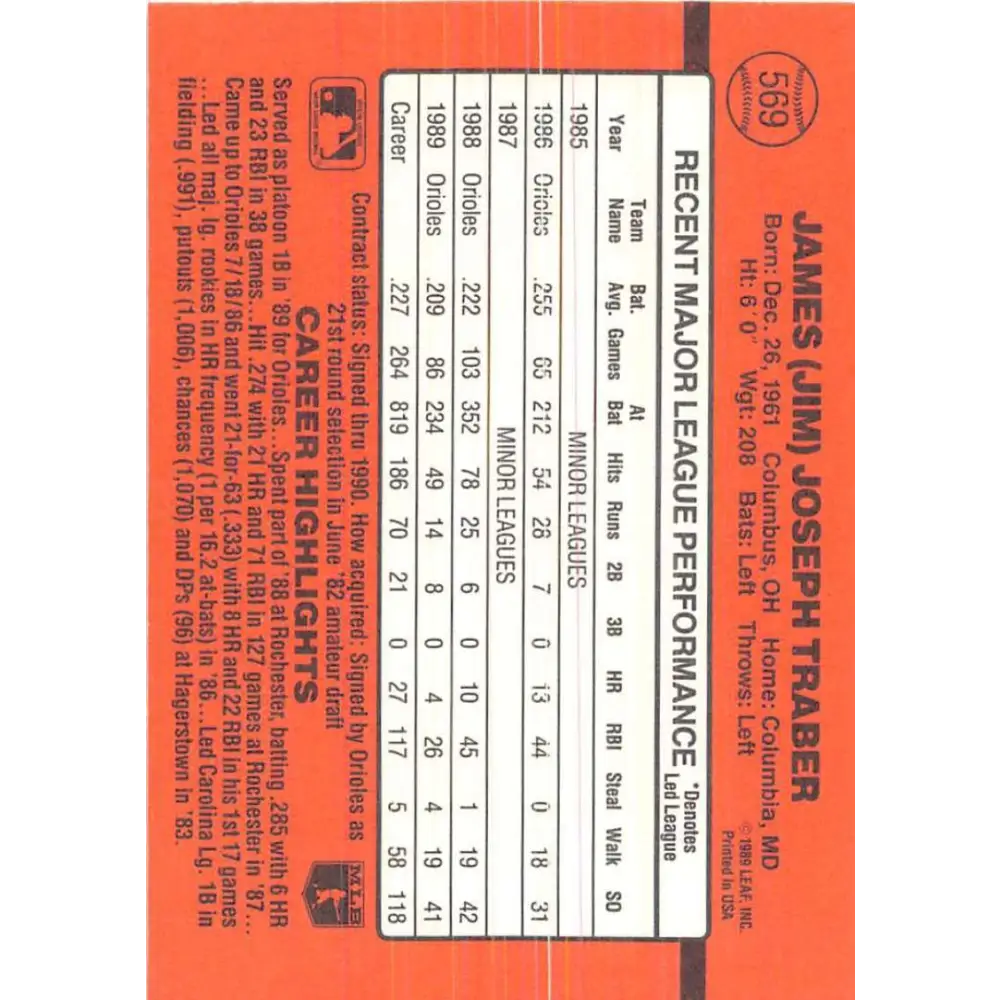 569
JAMES (JIM) JOSEPH TRABER
Born: Dec. 26, 1961 Columbus, OH Home: Columbia, MD
Ht: 6'0" Wgt: 208 Bats: Left Throws: Left
©1989 LEAF, INC.
Printed in USA
RECENT MAJOR LEAGUE PERFORMANCE *Denotes Led League
Year Team Name Bat. Avg. Games At Bat Hits Runs 2B 3B HR RBI Steal Walk SO
1985 MINOR LEAGUES
1986 Orioles .255 65 212 54 28 7 0 13 44 0 18 31
1987 MINOR LEAGUES
1988 Orioles .222 103 352 78 25 6 0 10 45 1 19 42
1989 Orioles .209 86 234 49 14 8 0 4 26 4 19 41
Career .227 264 819 186 70 21 0 27 117 5 58 118
Contract status: Signed thru 1990. How acquired: Signed by Orioles as
21st round selection in June '82 amateur draft
MLB
CAREER HIGHLIGHTS
Served as platoon 1B in '89 for Orioles...Spent part of '88 at Rochester, batting .285 with 6 HR
and 23 RBI in 38 games...Hit .274 with 21 HR and 71 RBI in 127 games at Rochester in '87...
Came up to Orioles 7/18/86 and went 21-for-63 (.333) with 8 HR and 22 RBI in his 1st 17 games
...Led all maj. lg. rookies in HR frequency (1 per 16.2 at-bats) in '86...Led Carolina Lg. 1B in
fielding (.991), putouts (1,006), chances (1,070) and DPs (96) at Hagerstown in '83.